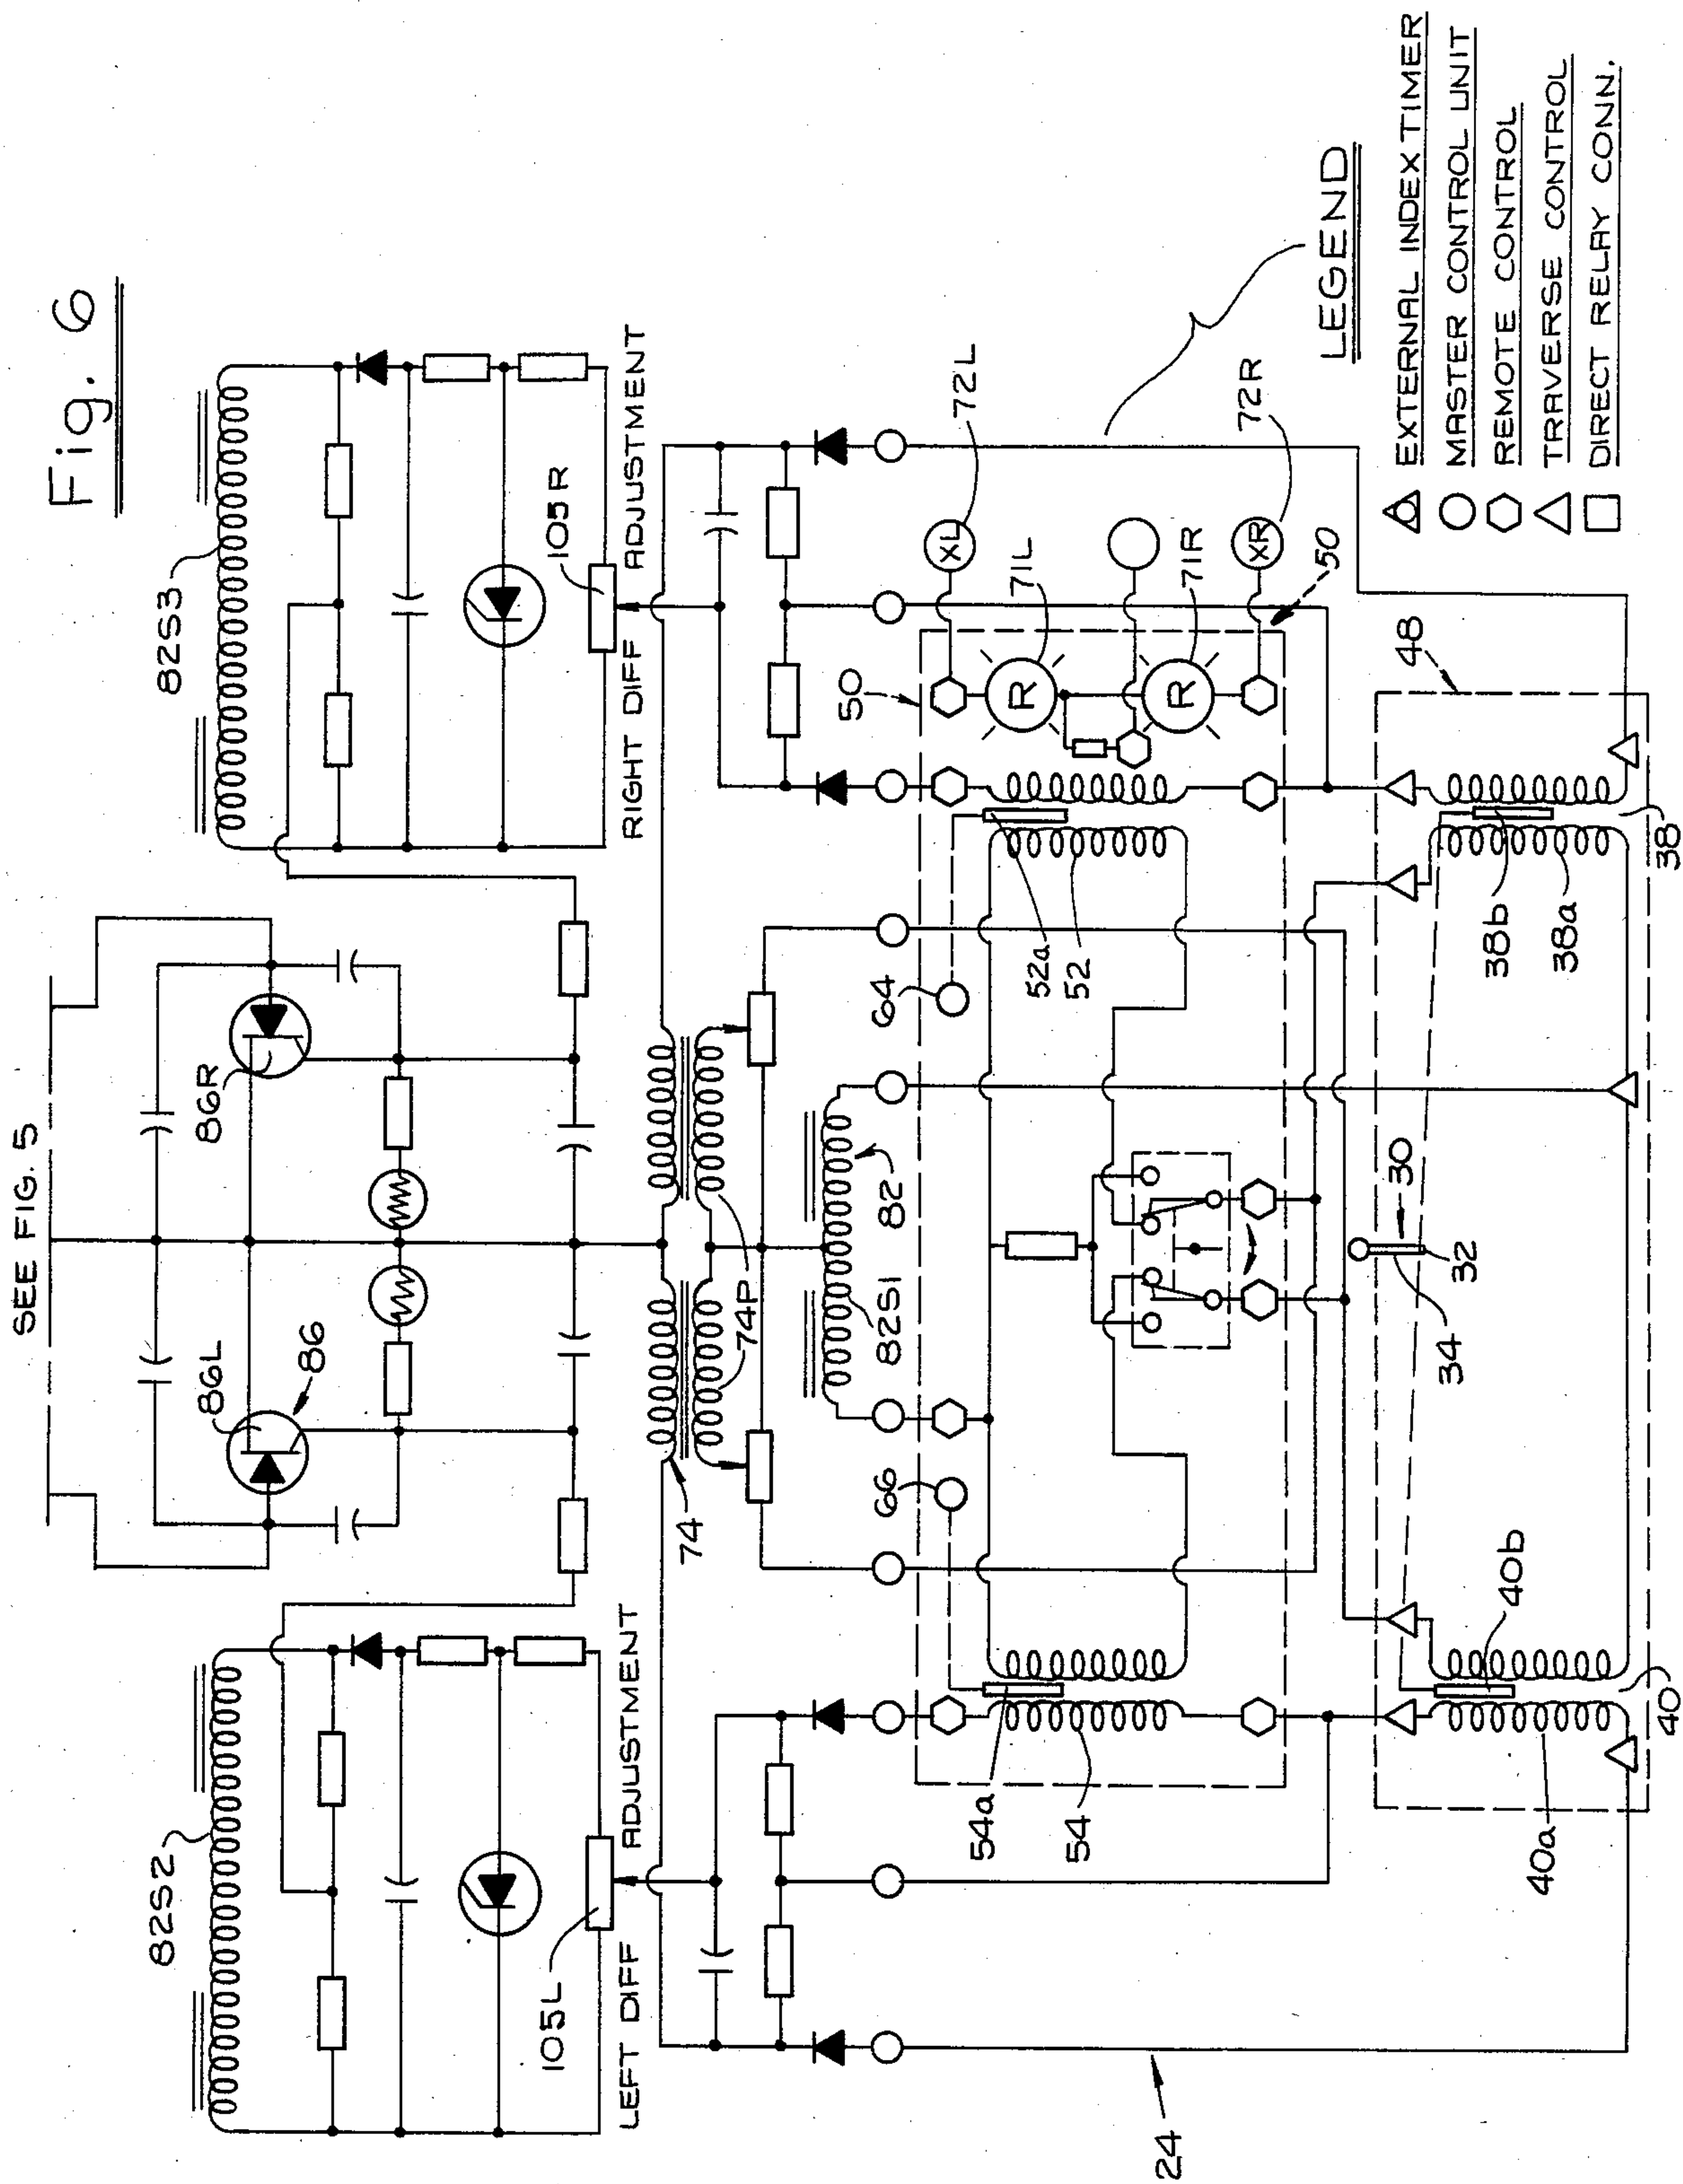 Fig. 6
SEE FIG. 5
82S2
82S3
86L
86
86R
105L
105R
LEFT DIFF ADJUSTMENT
RIGHT DIFF ADJUSTMENT
74
74P
82S1
82
66
64
50
XL
72L
71L
R
54a
54
52a
52
R
71R
XR
72R
50
24
48
30
32
34
40a
40b
40
38b
38a
38
LEGEND
EXTERNAL INDEX TIMER
MASTER CONTROL UNIT
REMOTE CONTROL
TRAVERSE CONTROL
DIRECT RELAY CONN.